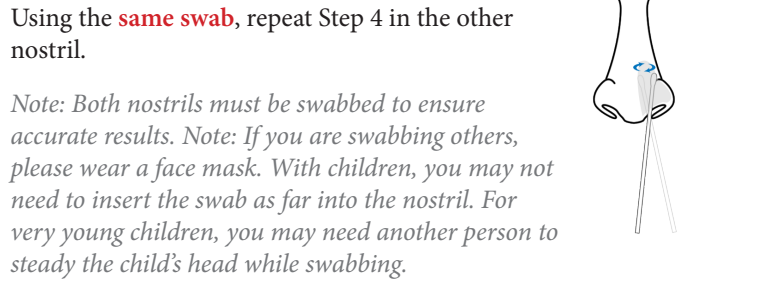 Using the same swab, repeat Step 4 in the other
nostril.
Note: Both nostrils must be swabbed to ensure
accurate results. Note: If you are swabbing others,
please wear a face mask. With children, you may not
need to insert the swab as far into the nostril. For
very young children, you may need another person to
steady the child's head while swabbing.